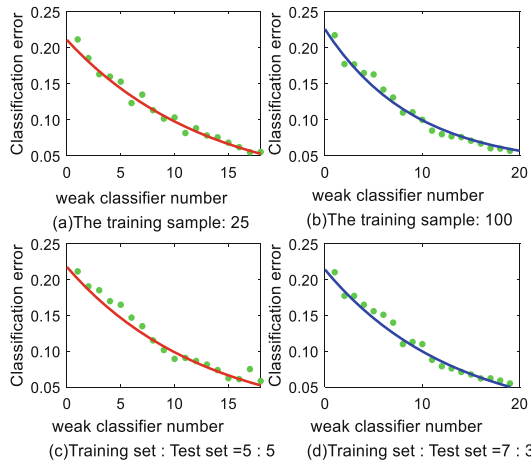 0.25
0.20
0.15
0.10
0.05
Classification error
0 5 10 15
weak classifier number
(a)The training sample: 25
0.25
0.20
0.15
0.10
0.05
Classification error
0 10 20
weak classifier number
(b)The training sample: 100
0.25
0.20
0.15
0.10
0.05
Classification error
0 5 10 15
weak classifier number
(c)Training set : Test set =5 : 5
0.25
0.20
0.15
0.10
0.05
Classification error
0 10 20
weak classifier number
(d)Training set : Test set =7 : 3